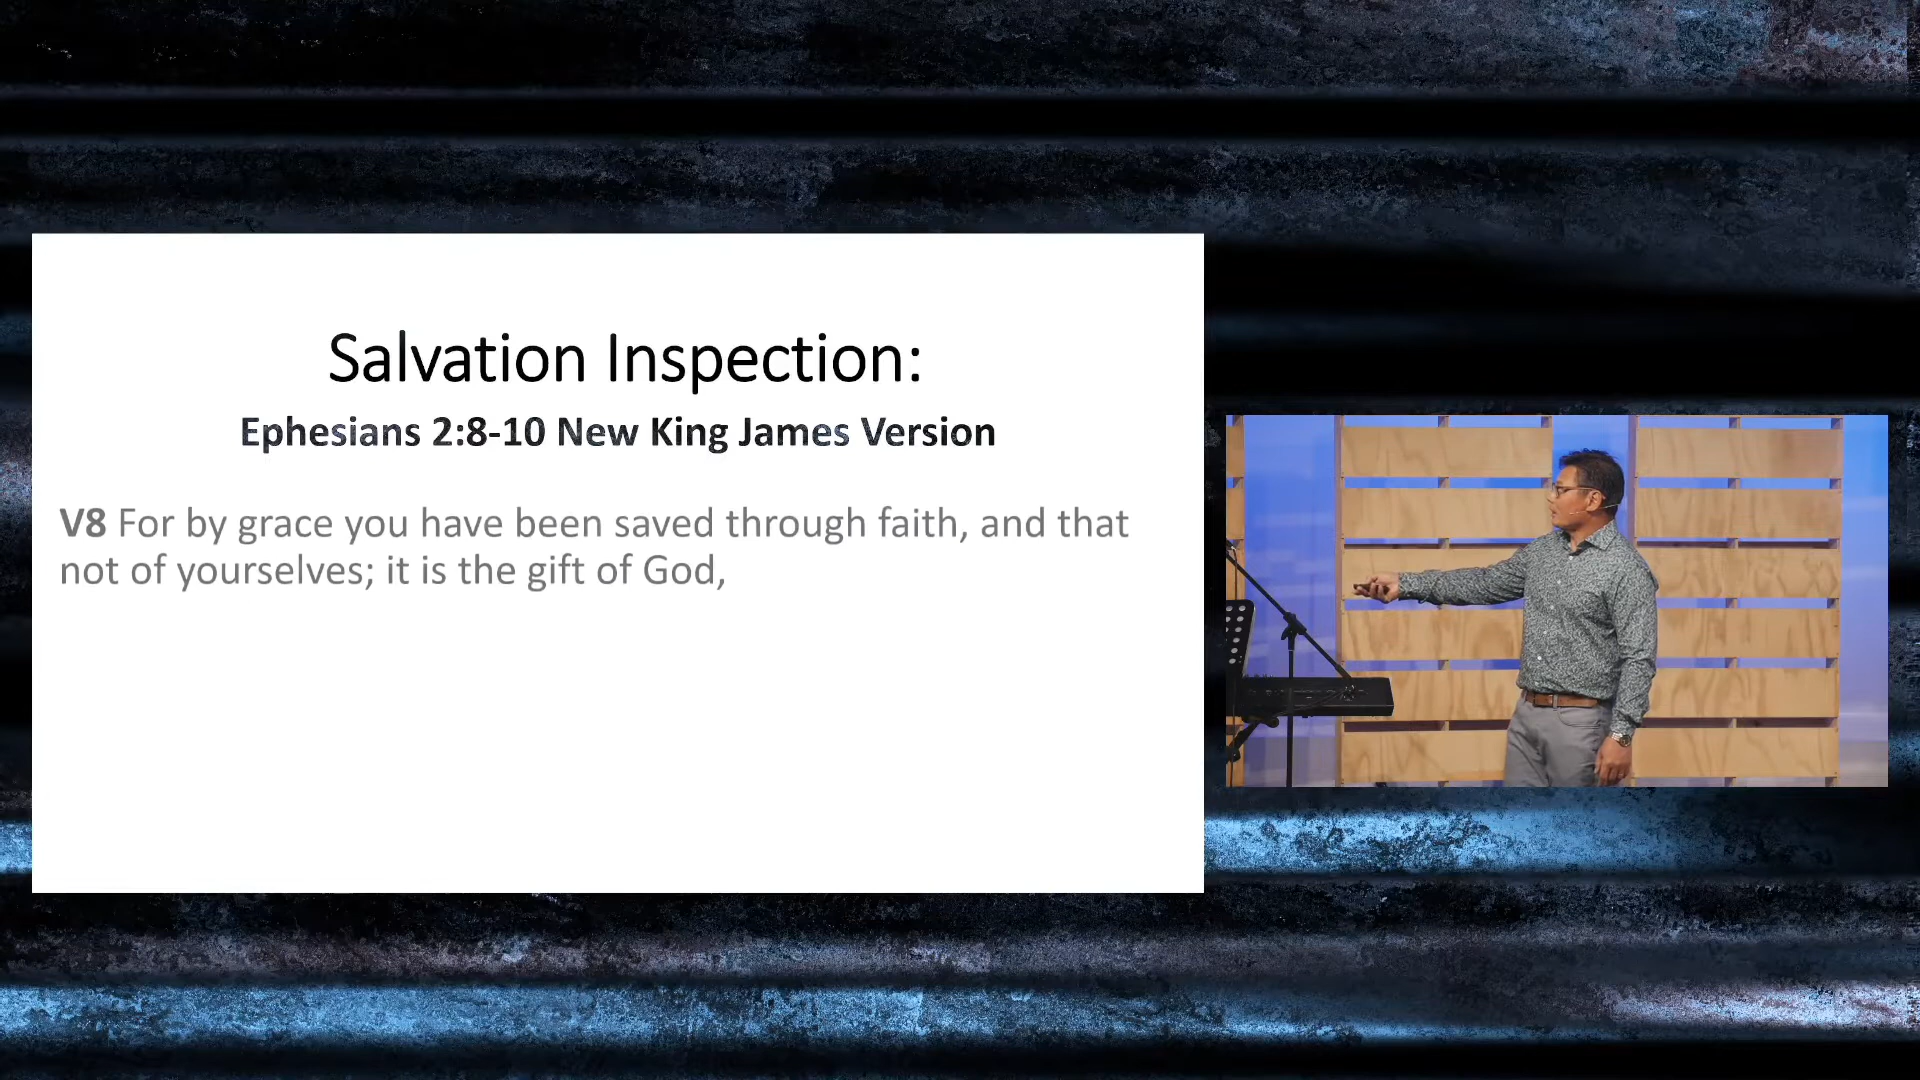 Salvation Inspection:
Ephesians 2:8-10 New King James Version
V8 For by grace you have been saved through faith, and that
not of yourselves; it is the gift of God,